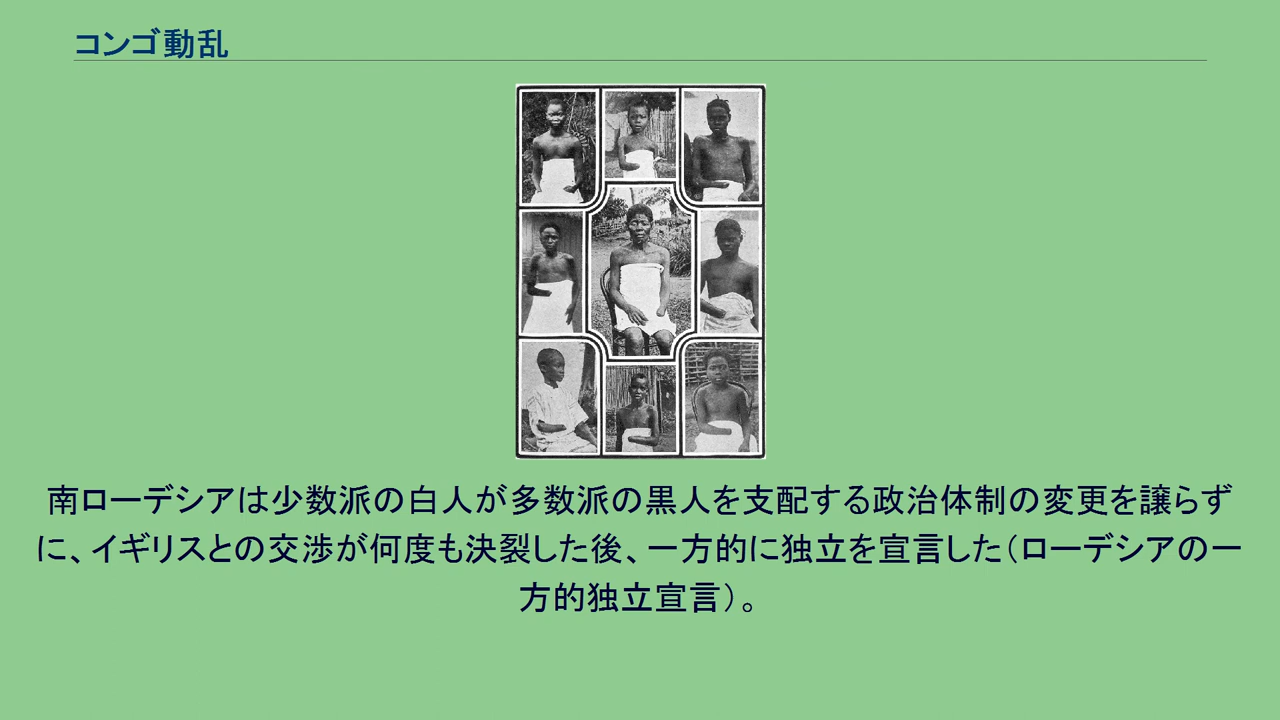 コンゴ動乱
南ローデシアは少数派の白人が多数派の黒人を支配する政治体制の変更を譲らず
に、イギリスとの交渉が何度も決裂した後、一方的に独立を宣言した（ローデシアの一
方的独立宣言）。